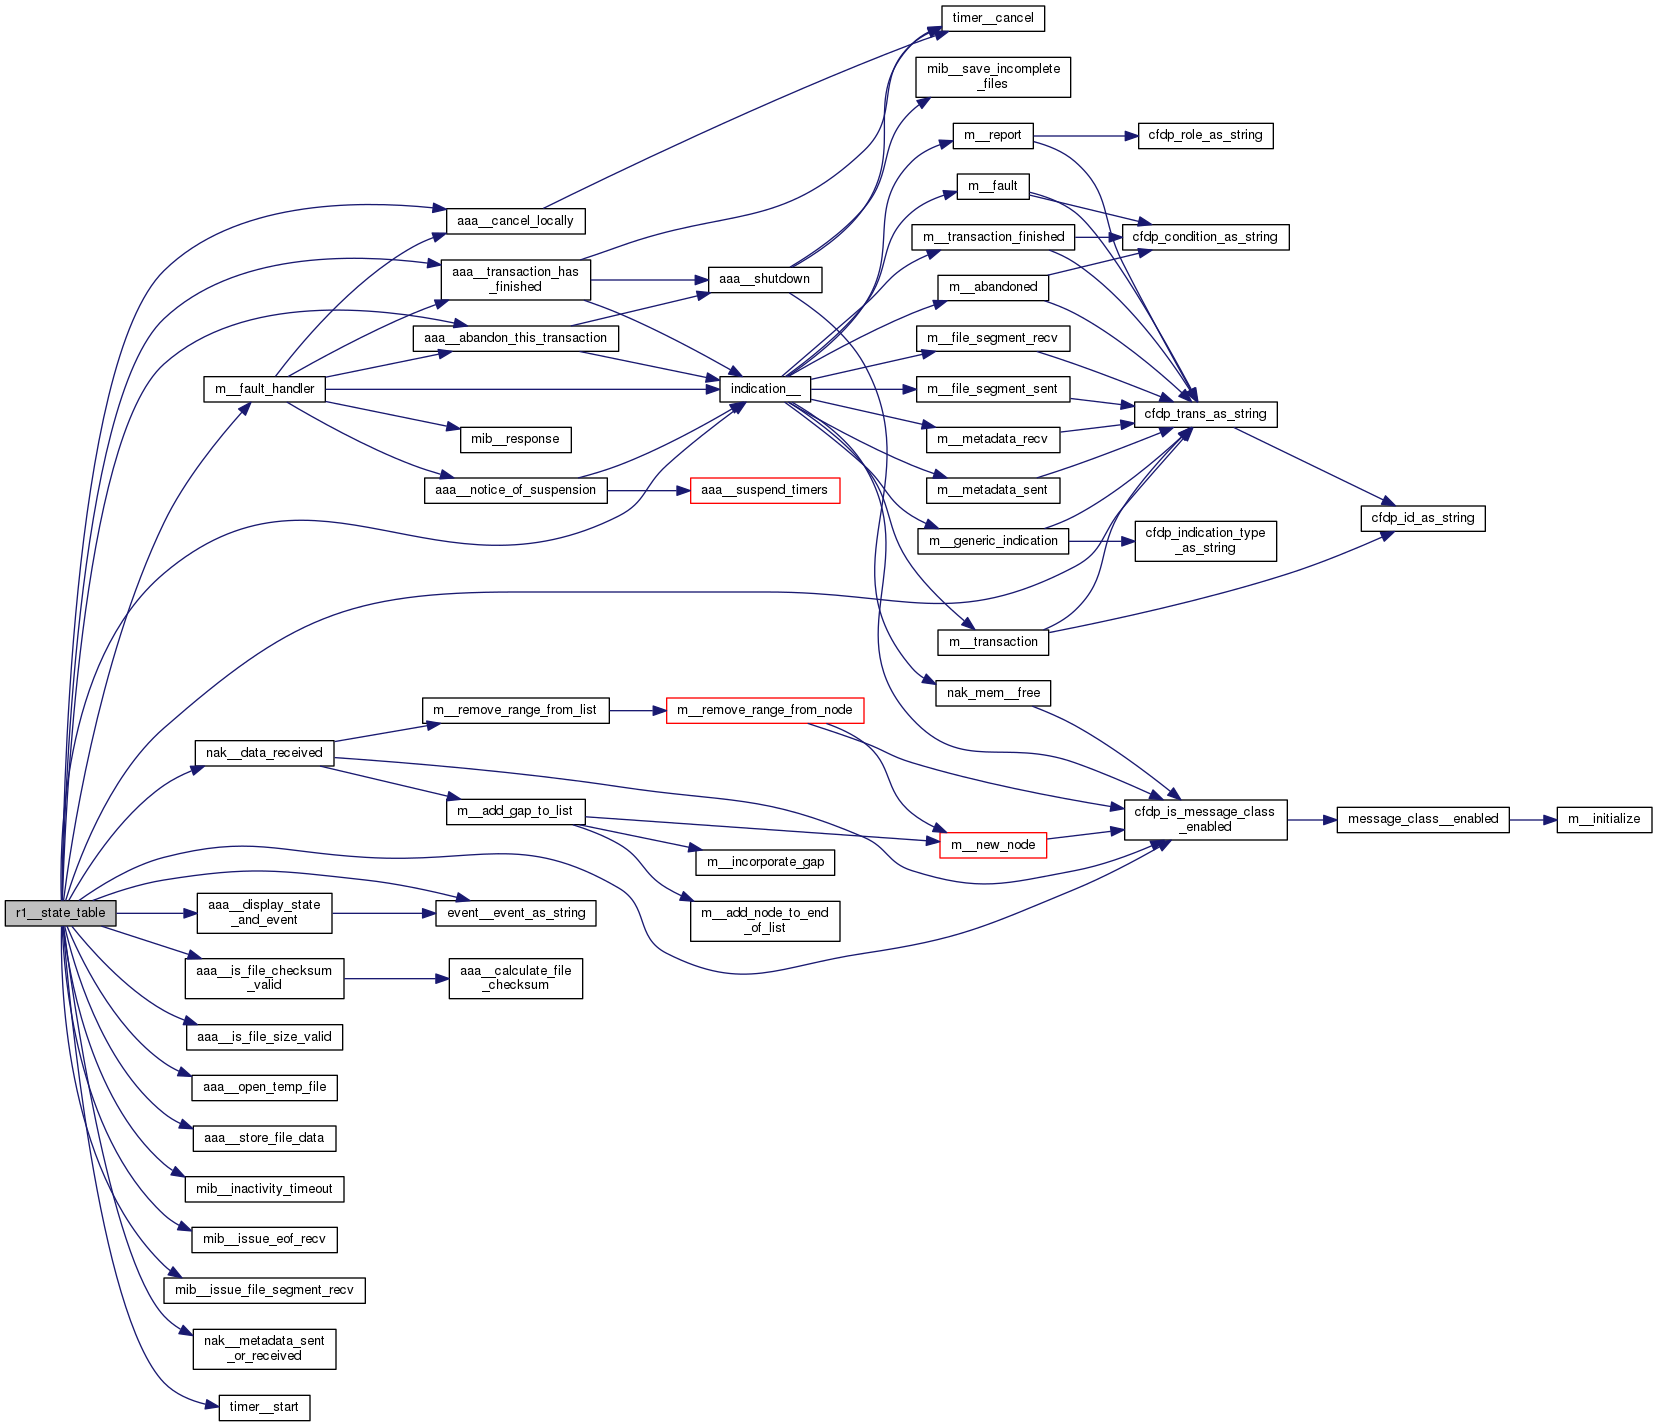 timer__cancel
mib__save_incomplete
_files
m__report
cfdp_role_as_string
m__fault
aaa__cancel_locally
m__transaction_finished
cfdp_condition_as_string
aaa__transaction_has
_finished
aaa__shutdown
m__abandoned
aaa__abandon_this_transaction
m__file_segment_recv
m__fault_handler
indication__
m__file_segment_sent
cfdp_trans_as_string
mib__response
m__metadata_recv
aaa__notice_of_suspension
aaa__suspend_timers
m__metadata_sent
cfdp_id_as_string
m__generic_indication
cfdp_indication_type
_as_string
m__transaction
nak_mem__free
m__remove_range_from_list
m__remove_range_from_node
nak__data_received
m__add_gap_to_list
cfdp_is_message_class
_enabled
message_class__enabled
m__initialize
m__new_node
m__incorporate_gap
r1__state_table
aaa__display_state
_and_event
event__event_as_string
m__add_node_to_end
_of_list
aaa__is_file_checksum
_valid
aaa__calculate_file
_checksum
aaa__is_file_size_valid
aaa__open_temp_file
aaa__store_file_data
mib__inactivity_timeout
mib__issue_eof_recv
mib__issue_file_segment_recv
nak__metadata_sent
_or_received
timer__start